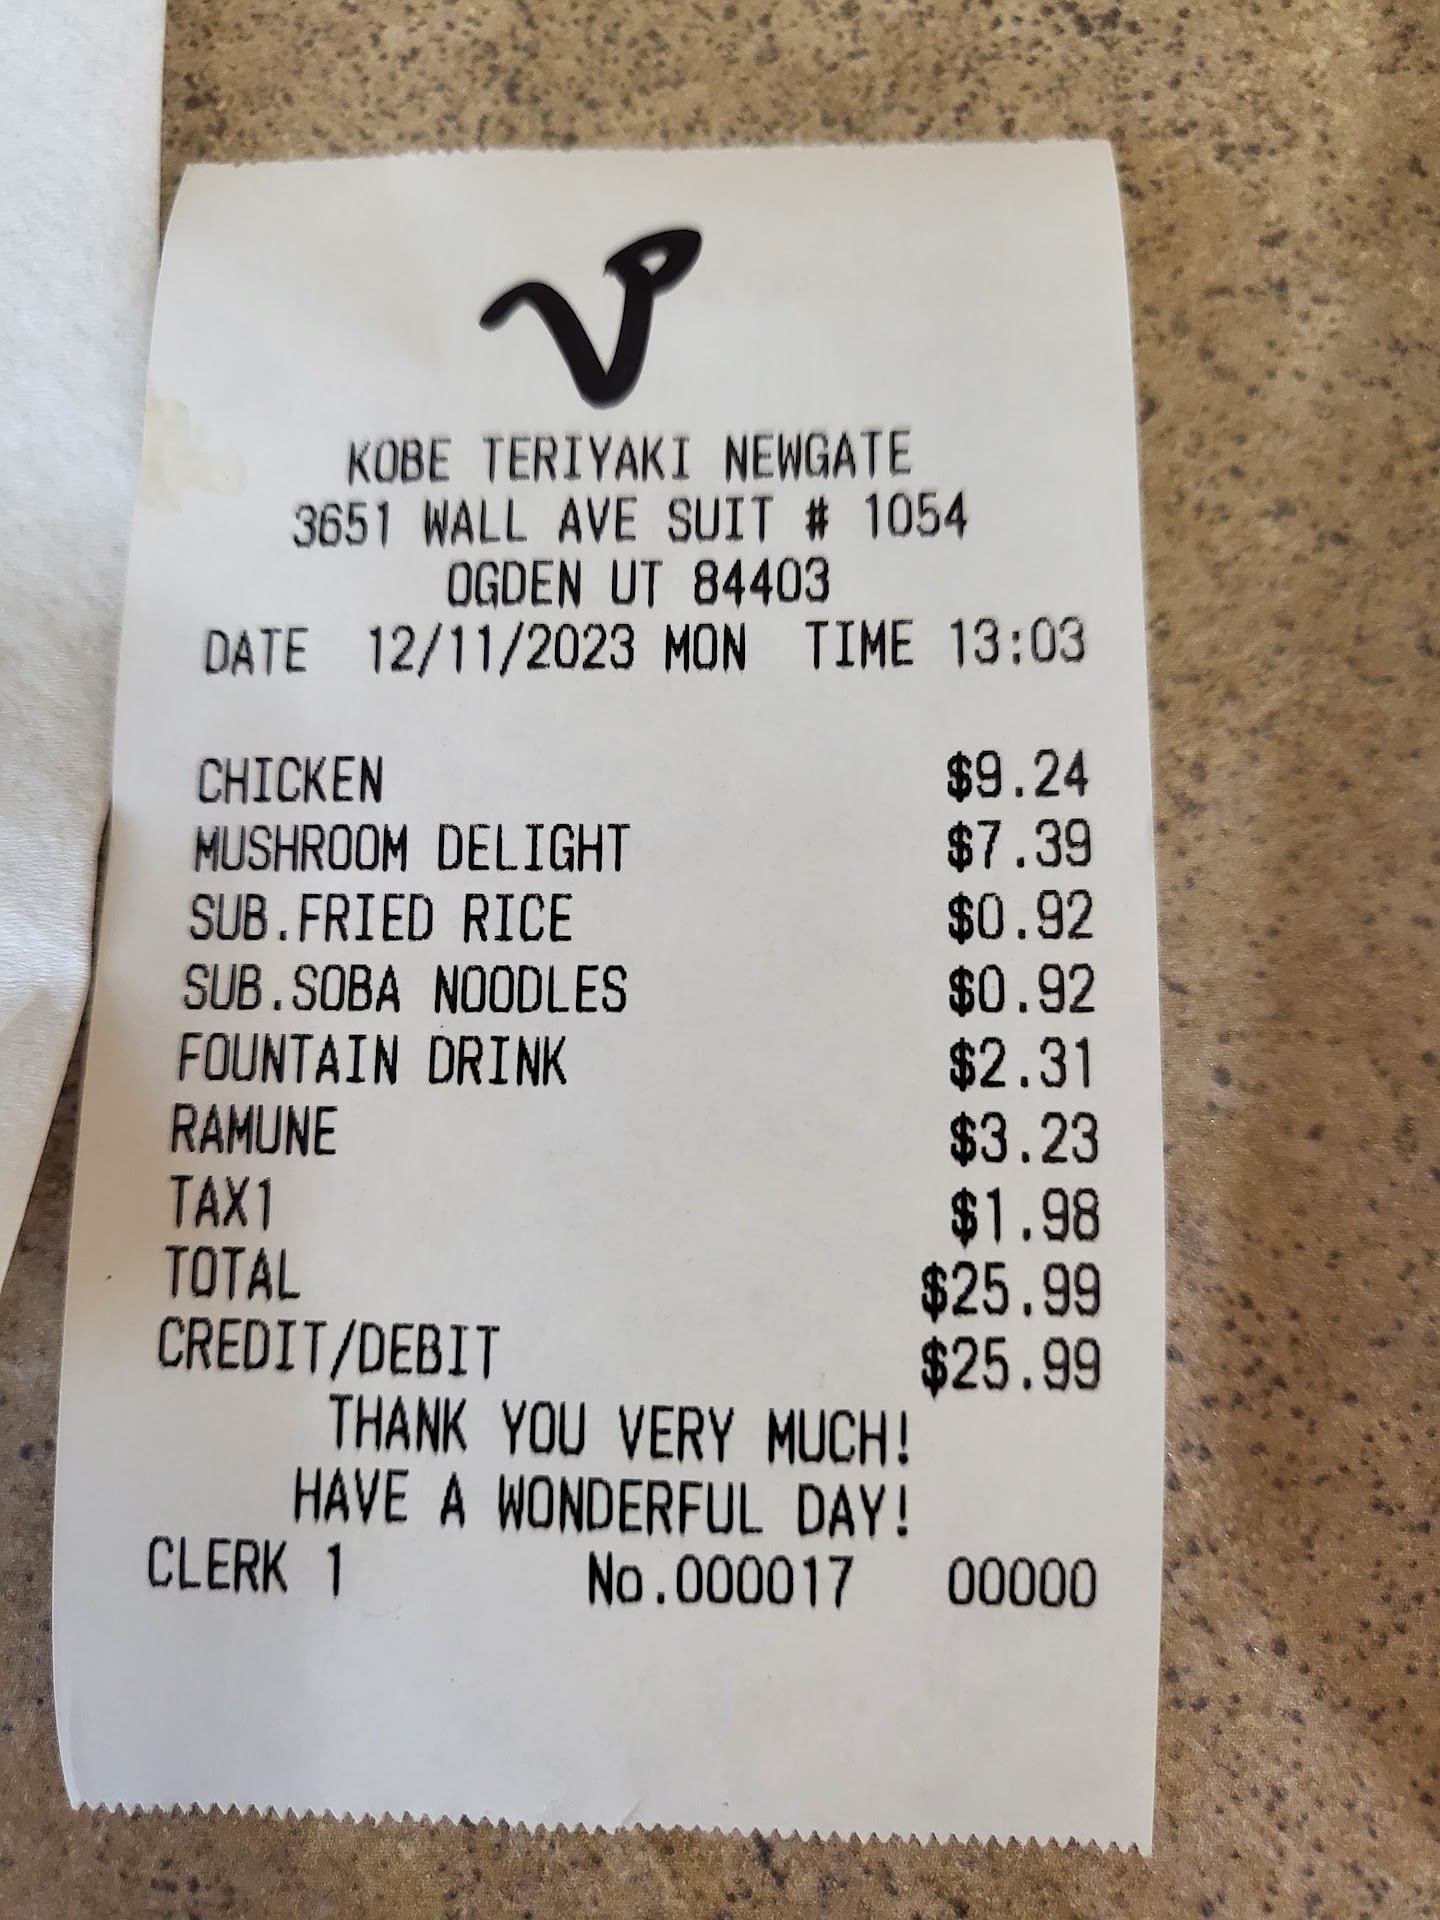 KOBE TERIYAKI NEWGATE
3651 WALL AVE SUIT # 1054
OGDEN UT 84403
DATE 12/11/2023 MON TIME 13:03
CHICKEN $9.24
MUSHROOM DELIGHT $7.39
SUB.FRIED RICE $0.92
SUB.SOBA NOODLES $0.92
FOUNTAIN DRINK $2.31
RAMUNE $3.23
TAX1 $1.98
TOTAL $25.99
CREDIT/DEBIT $25.99
THANK YOU VERY MUCH!
HAVE A WONDERFUL DAY!
CLERK 1 No.000017 00000